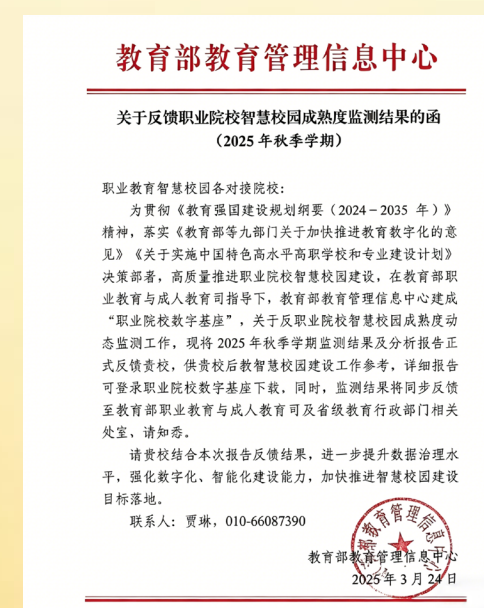 教育部教育管理信息中心
关于反馈职业院校智慧校园成熟度监测结果的函
（2025 年秋季学期）
职业教育智慧校园各对接院校：
为贯彻《教育强国建设规划纲要（2024－2035 年）》
精神，落实《教育部等九部门关于加快推进教育数字化的意
见》《关于实施中国特色高水平高职学校和专业建设计划》
决策部者，高质量推进职业院校智慧校园建设，在教育部职
业教育与成人教育司指导下，教育部教育管理信息中心建成
“职业院校数字基座”，关于反职业院校智慧校园成熟度动
态监测工作，现将 2025 年秋季学期监测结果及分析报告正
式反馈贵校，供贵校后教智慧校园建设工作参考，详细报告
可登录职业院校数字基座下载，同时，监测结果将同步反馈
至教育部职业教育与成人教育司及省级教育行政部门相关
处室，请知悉。
请贵校结合本次报告反馈结果，进一步提升数据治理水
平，强化数字化、智能化建设能力，加快推进智慧校园建设
目标落地。
联系人：贾琳，010-66087390
教育部教育管理信息中心
2025 年 3 月 24 日